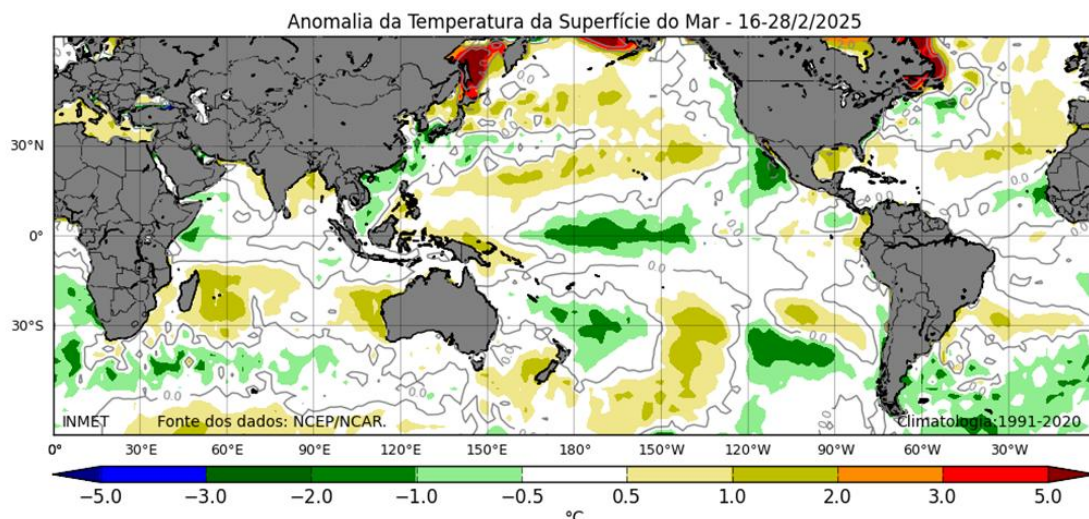 Anomalia da Temperatura da Superfície do Mar - 16-28/2/2025
30°N
0°
30°S
INMET Fonte dos dados: NCEP/NCAR. Climatologia:1991-2020
0° 30°E 60°E 90°E 120°E 150°E 180° 150°W 120°W 90°W 60°W 30°W
−5.0 −3.0 −2.0 −1.0 −0.5 0.5 1.0 2.0 3.0 5.0
°C